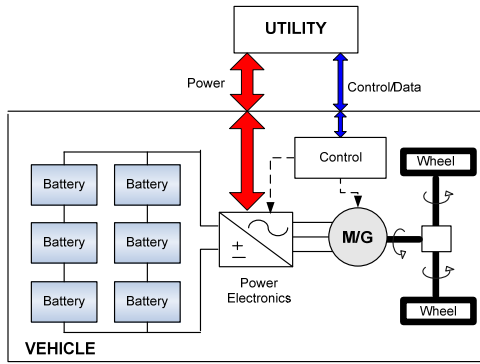 UTILITY
Power
Control/Data
Control
Wheel
Battery
Battery
Battery
Battery
Battery
Battery
±
M/G
Power
Electronics
Wheel
VEHICLE